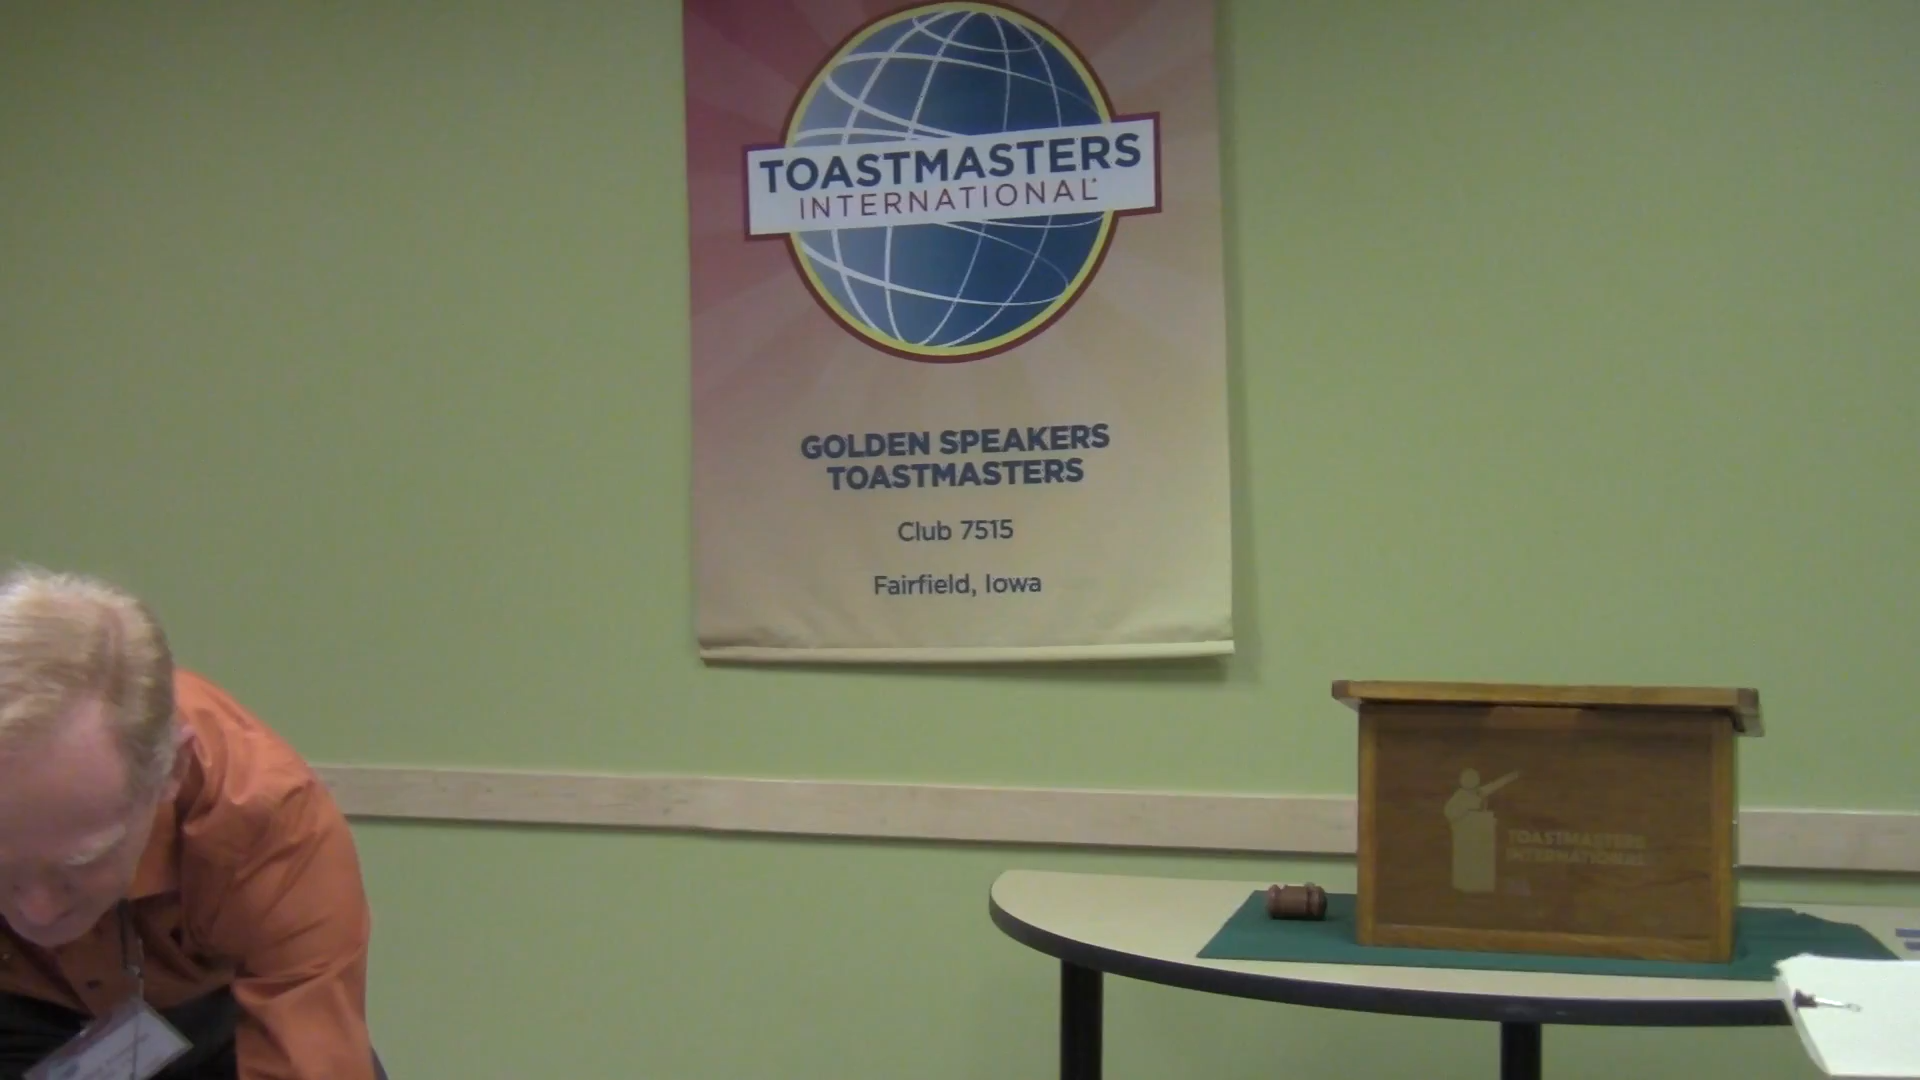 TOASTMASTERS
INTERNATIONAL
GOLDEN SPEAKERS
TOASTMASTERS
Club 7515
Fairfield, Iowa
TOASTMASTERS
INTERNATIONAL